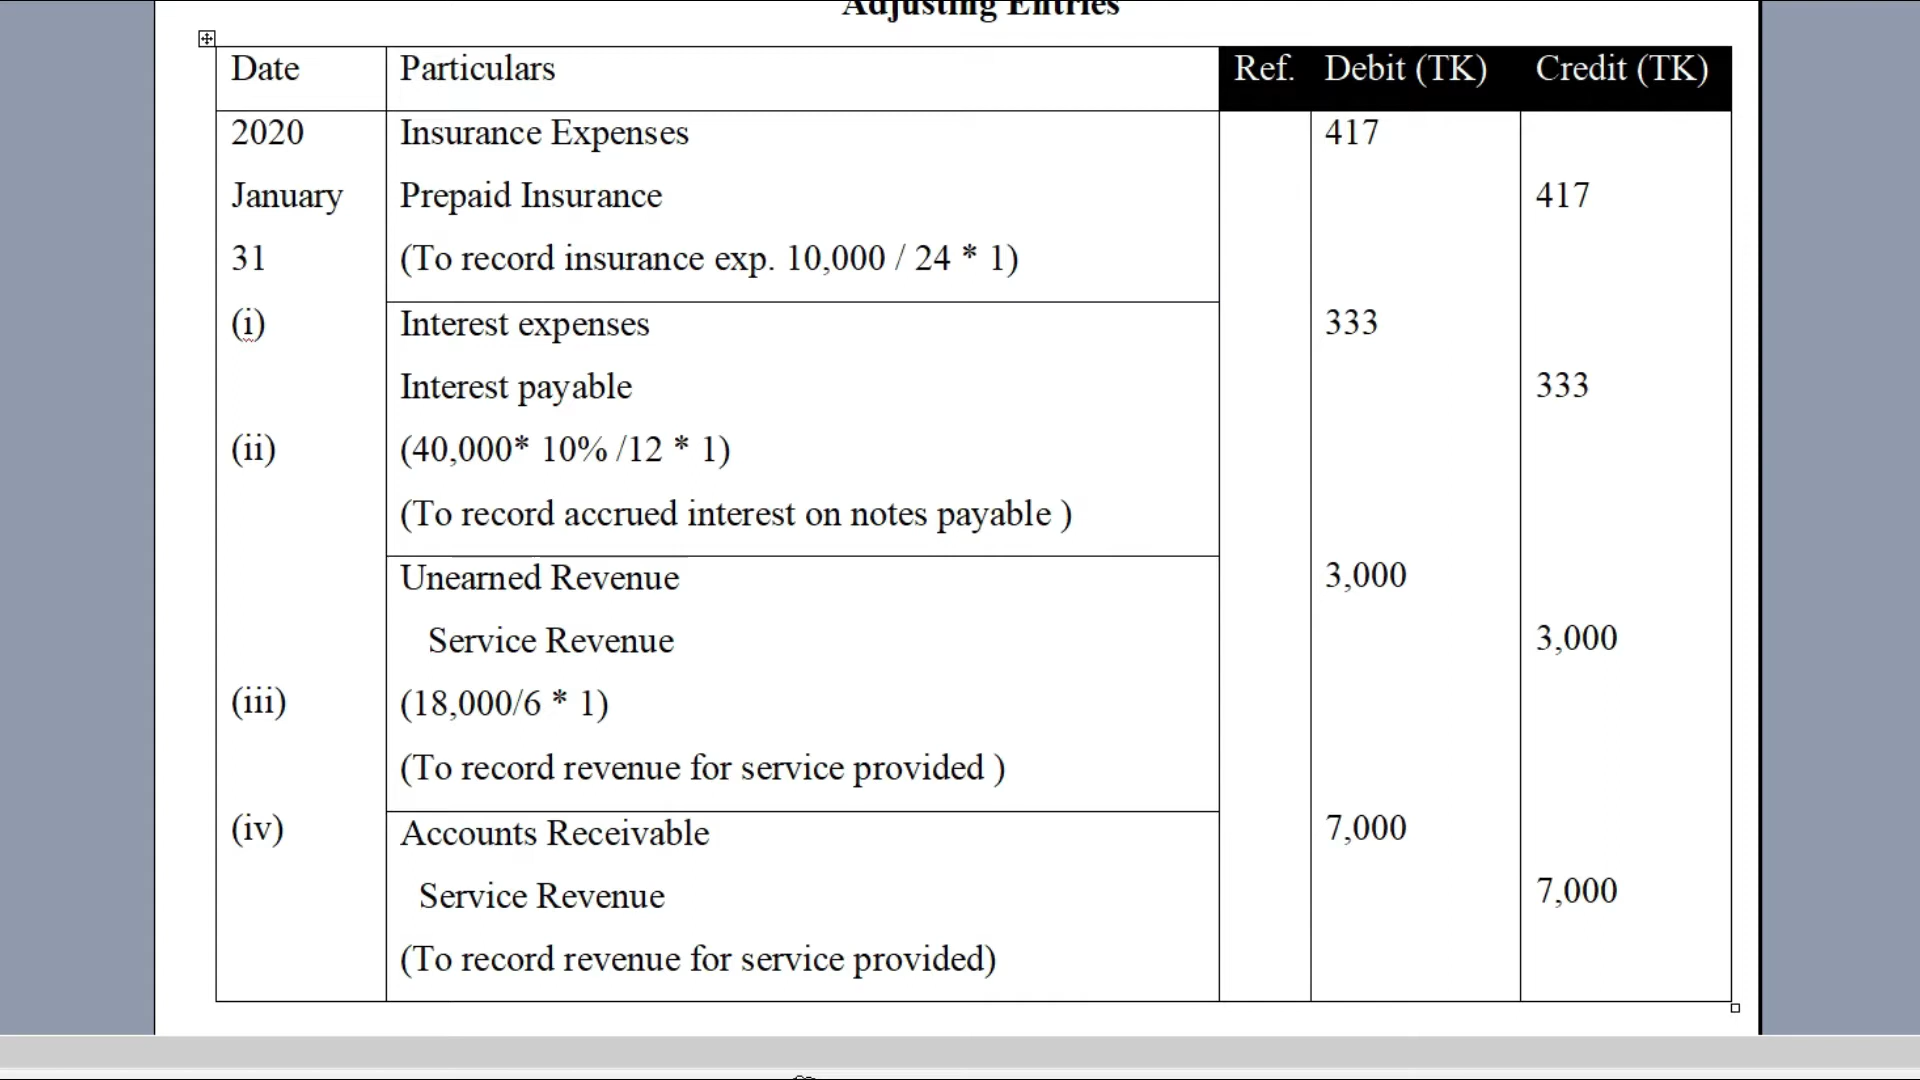 Adjusting Entries
Date Particulars Ref. Debit (TK) Credit (TK)
2020 Insurance Expenses 417
January Prepaid Insurance 417
31 (To record insurance exp. 10,000 / 24 * 1)
(i) Interest expenses 333
Interest payable 333
(ii) (40,000* 10% /12 * 1)
(To record accrued interest on notes payable )
Unearned Revenue 3,000
Service Revenue 3,000
(iii) (18,000/6 * 1)
(To record revenue for service provided )
(iv) Accounts Receivable 7,000
Service Revenue 7,000
(To record revenue for service provided)